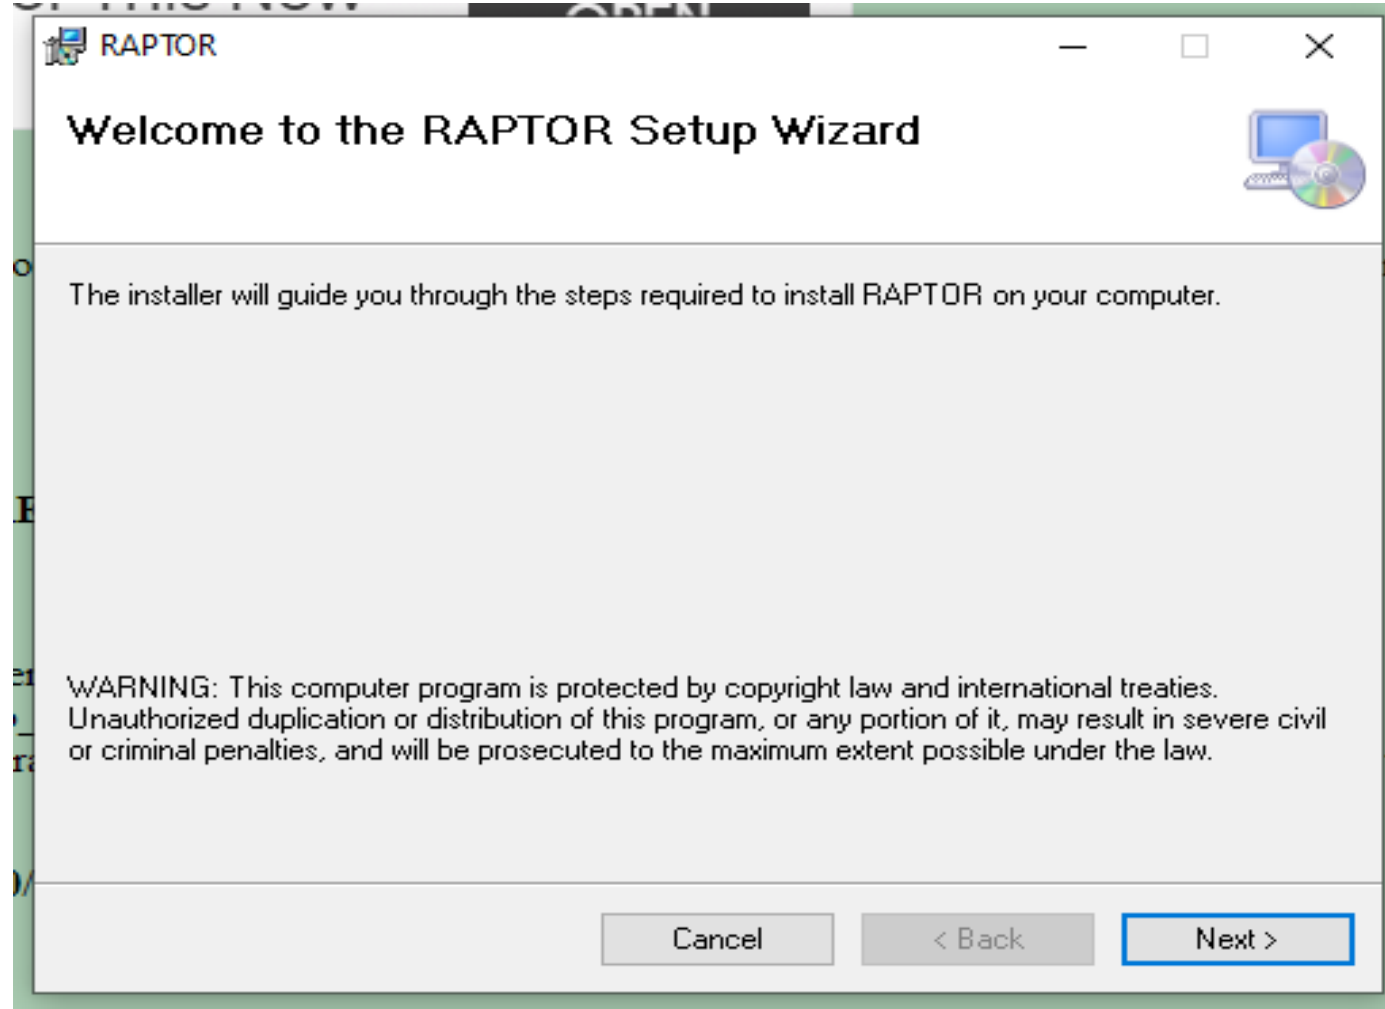 OPEN
RAPTOR
Welcome to the RAPTOR Setup Wizard
The installer will guide you through the steps required to install RAPTOR on your computer.
WARNING: This computer program is protected by copyright law and international treaties.
Unauthorized duplication or distribution of this program, or any portion of it, may result in severe civil
or criminal penalties, and will be prosecuted to the maximum extent possible under the law.
Cancel
< Back
Next >